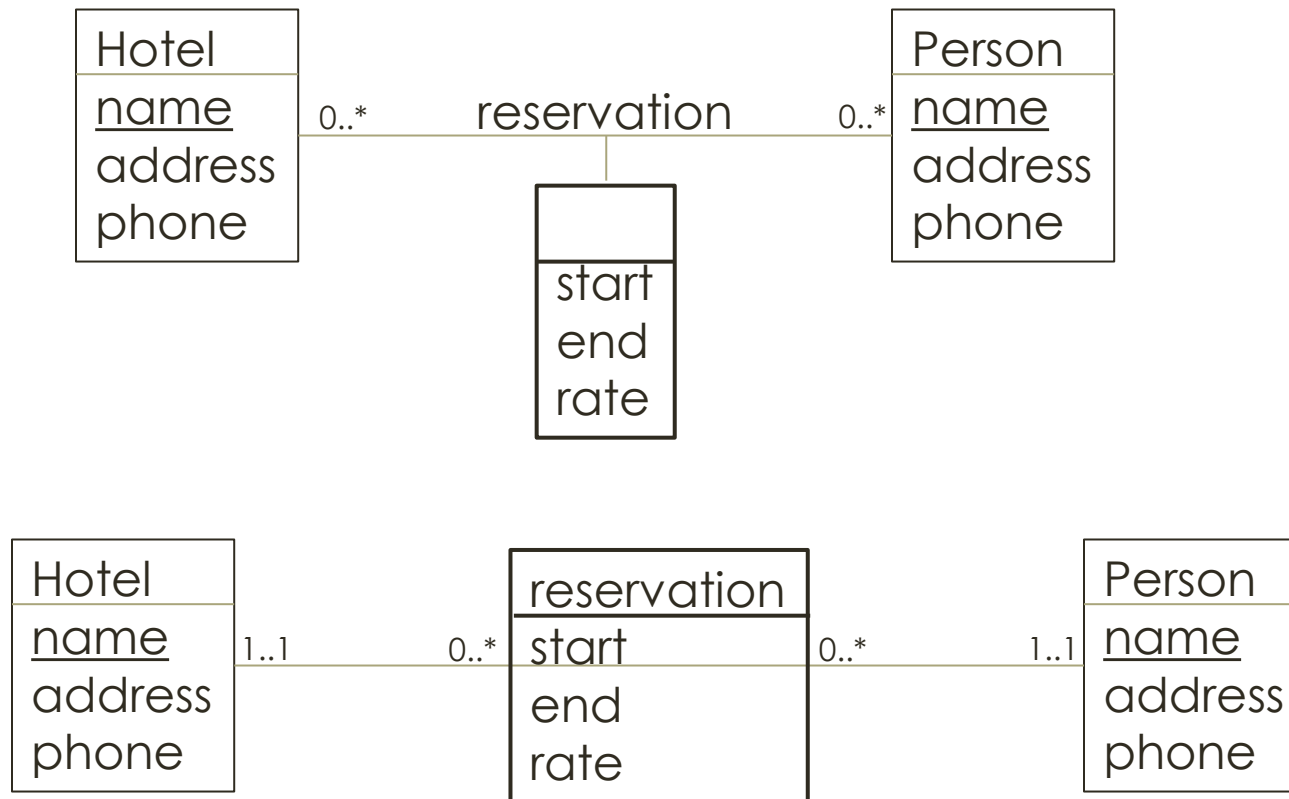 Hotel
name
address
phone
0..*
reservation
0..*
Person
name
address
phone
start
end
rate
Hotel
name
address
phone
1..1
0..*
reservation
start
end
rate
0..*
1..1
Person
name
address
phone